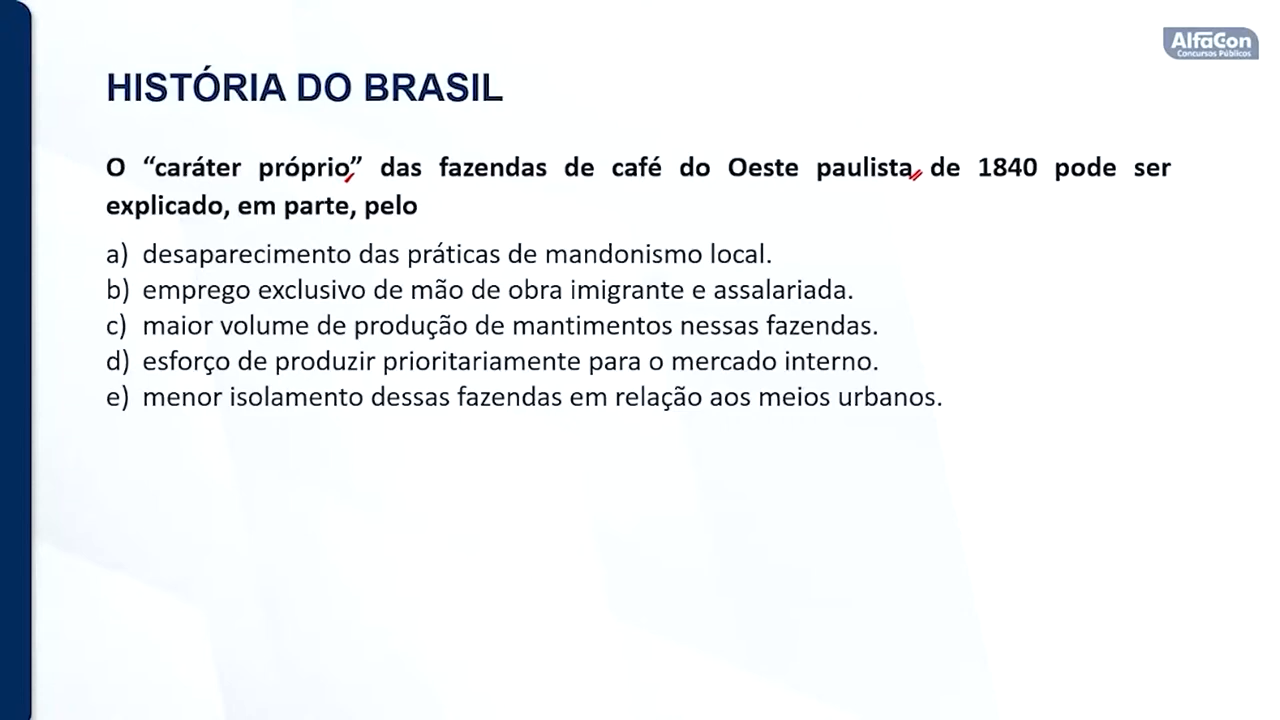 AlfaCon
Concursos Públicos
HISTÓRIA DO BRASIL
O “caráter próprio” das fazendas de café do Oeste paulista de 1840 pode ser
explicado, em parte, pelo
a) desaparecimento das práticas de mandonismo local.
b) emprego exclusivo de mão de obra imigrante e assalariada.
c) maior volume de produção de mantimentos nessas fazendas.
d) esforço de produzir prioritariamente para o mercado interno.
e) menor isolamento dessas fazendas em relação aos meios urbanos.